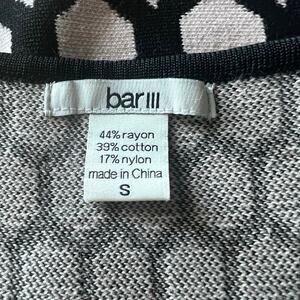 bar III
44% rayon
39% cotton
17% nylon
made in China
S